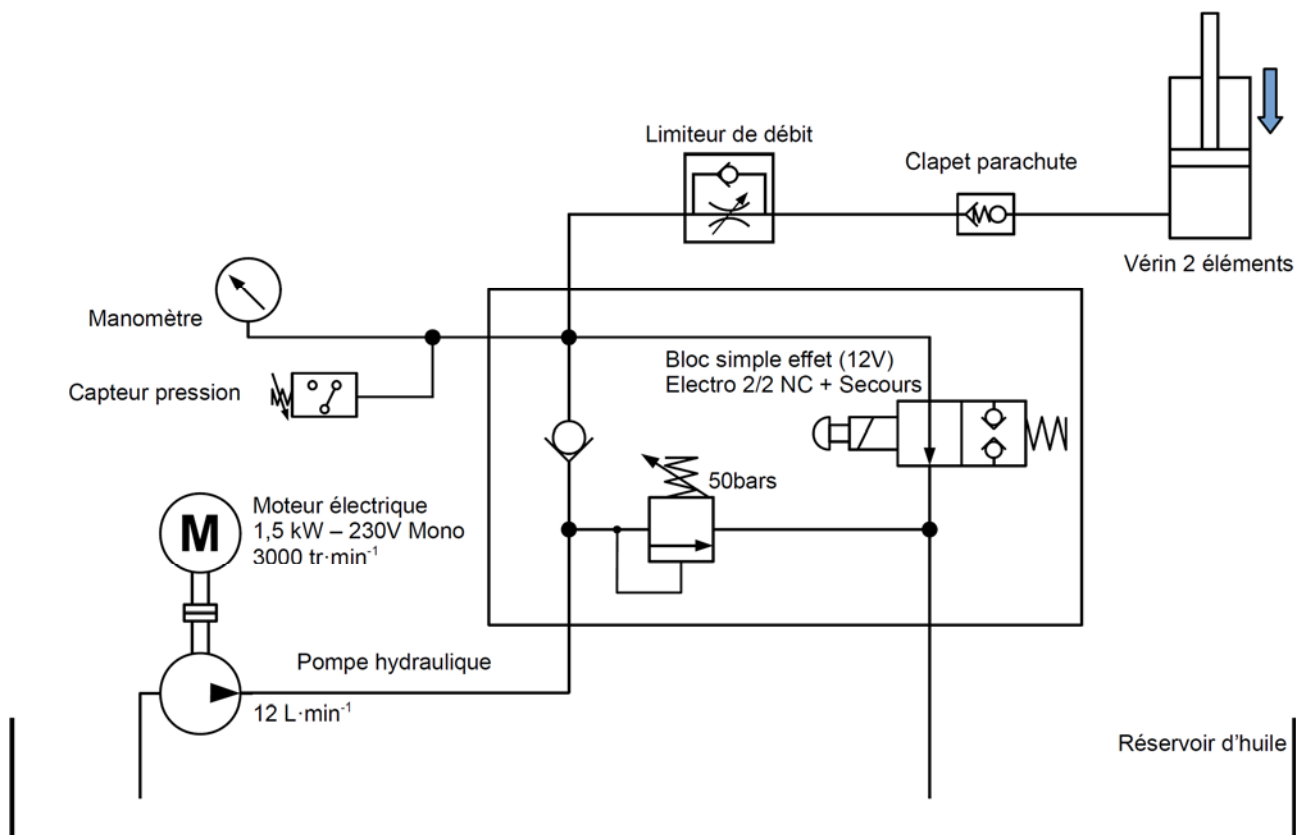 Limiteur de débit
Clapet parachute
Vérin 2 éléments
Manomètre
Capteur pression
Bloc simple effet (12V)
Electro 2/2 NC + Secours
50bars
M
Moteur électrique
1,5 kW – 230V Mono
3000 tr·min⁻¹
Pompe hydraulique
12 L·min⁻¹
Réservoir d'huile